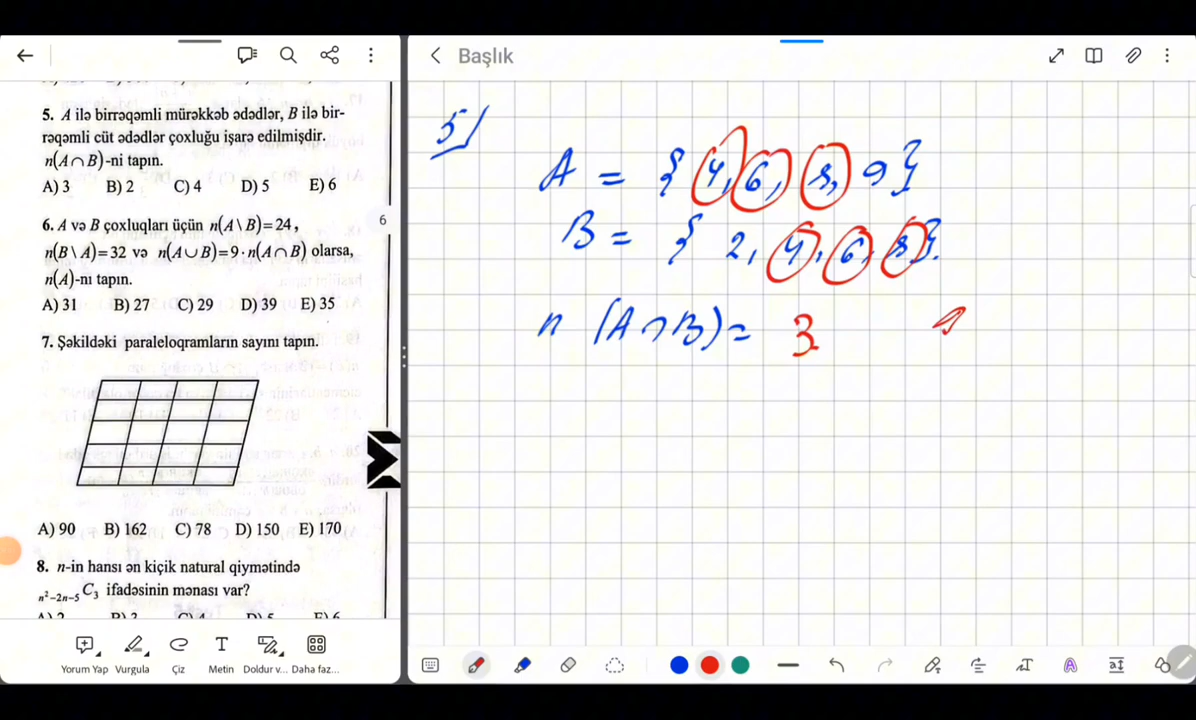 Başlık
5. A ilə birrəqəmli mürəkkəb ədədlər, B ilə bir-
rəqəmli cüt ədədlər çoxluğu işarə edilmişdir.
n(A∩B)-ni tapın.
A) 3 B) 2 C) 4 D) 5 E) 6
6. A və B çoxluqları üçün n(A\B)=24,
n(B\A)=32 və n(A∪B)=9·n(A∩B) olarsa,
n(A)-nı tapın.
A) 31 B) 27 C) 29 D) 39 E) 35
6
7. Şəkildəki paraleloqramların sayını tapın.
A) 90 B) 162 C) 78 D) 150 E) 170
8. n-in hansı ən kiçik natural qiymətində
n²−2n−5 C₃ ifadəsinin mənası var?
Yorum Yap Vurgula Çiz Metin Doldur v... Daha faz...
5/
A = {4, 6, 8, 9}
B = {2, 4, 6, 8}.
n (A∩B) = 3